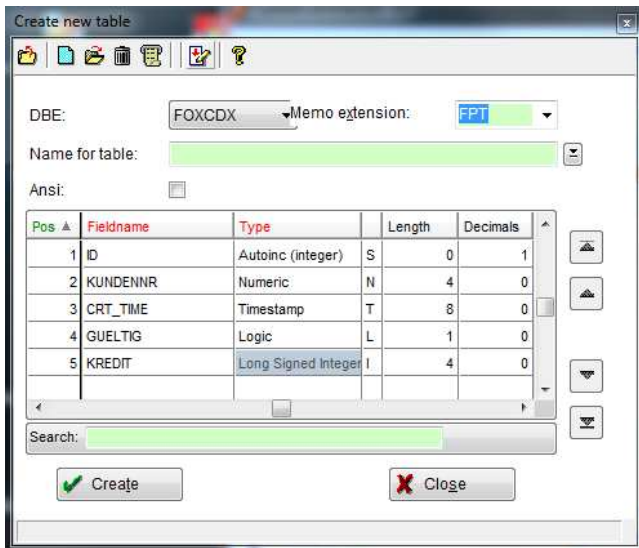 Create new table
DBE: FOXCDX Memo extension: FPT
Name for table:
Ansi:
Pos Fieldname Type Length Decimals
1 ID Autoinc (integer) S 0 1
2 KUNDENNR Numeric N 4 0
3 CRT_TIME Timestamp T 8 0
4 GUELTIG Logic L 1 0
5 KREDIT Long Signed Integer I 4 0
Search:
Create Close